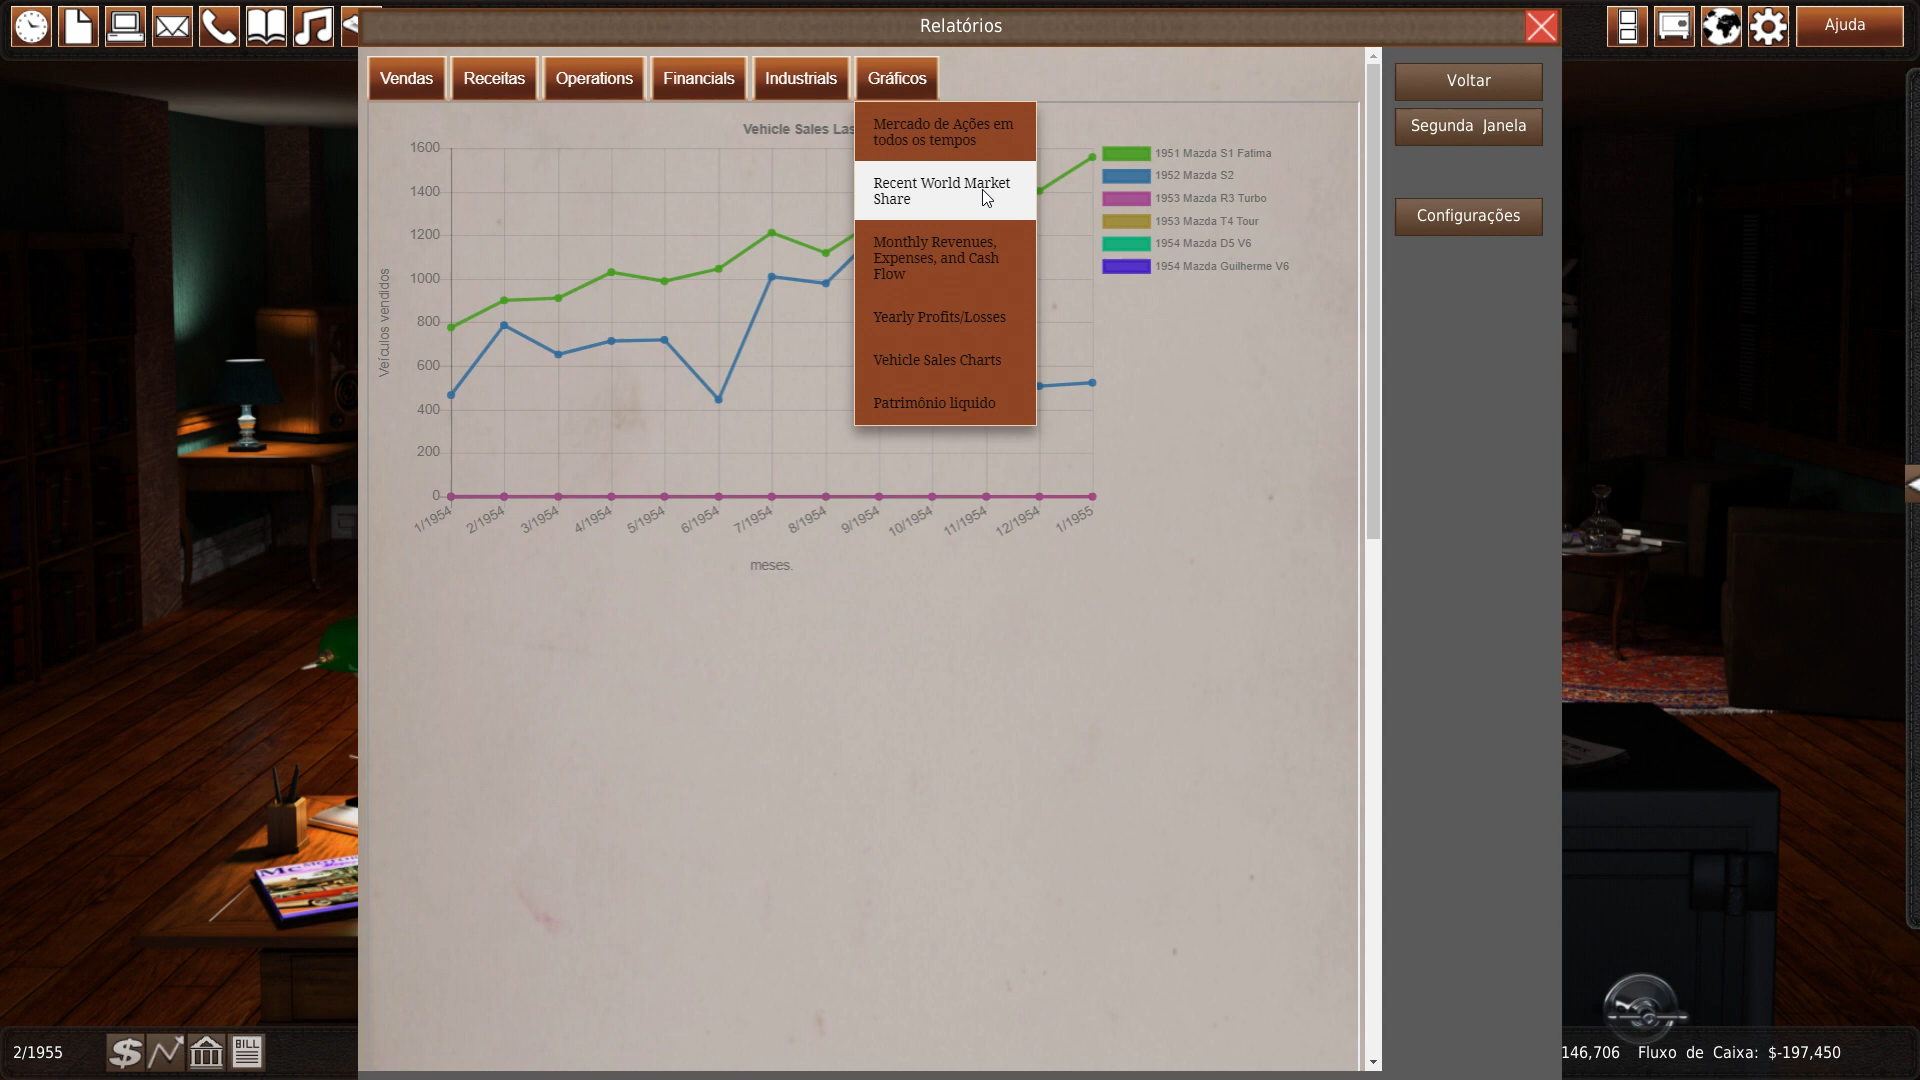 Relatórios
Ajuda
Vendas
Receitas
Operations
Financials
Industrials
Gráficos
Voltar
Segunda Janela
Configurações
Mercado de Ações em
todos os tempos
Recent World Market
Share
Monthly Revenues,
Expenses, and Cash
Flow
Yearly Profits/Losses
Vehicle Sales Charts
Patrimônio liquido
Vehicle Sales Las
1600
1400
1200
1000
800
600
400
200
0
Veículos vendidos
1/1954
2/1954
3/1954
4/1954
5/1954
6/1954
7/1954
8/1954
9/1954
10/1954
11/1954
12/1954
1/1955
meses.
1951 Mazda S1 Fatima
1952 Mazda S2
1953 Mazda R3 Turbo
1953 Mazda T4 Tour
1954 Mazda D5 V6
1954 Mazda Guilherme V6
2/1955
BILL
146,706 Fluxo de Caixa: $-197,450